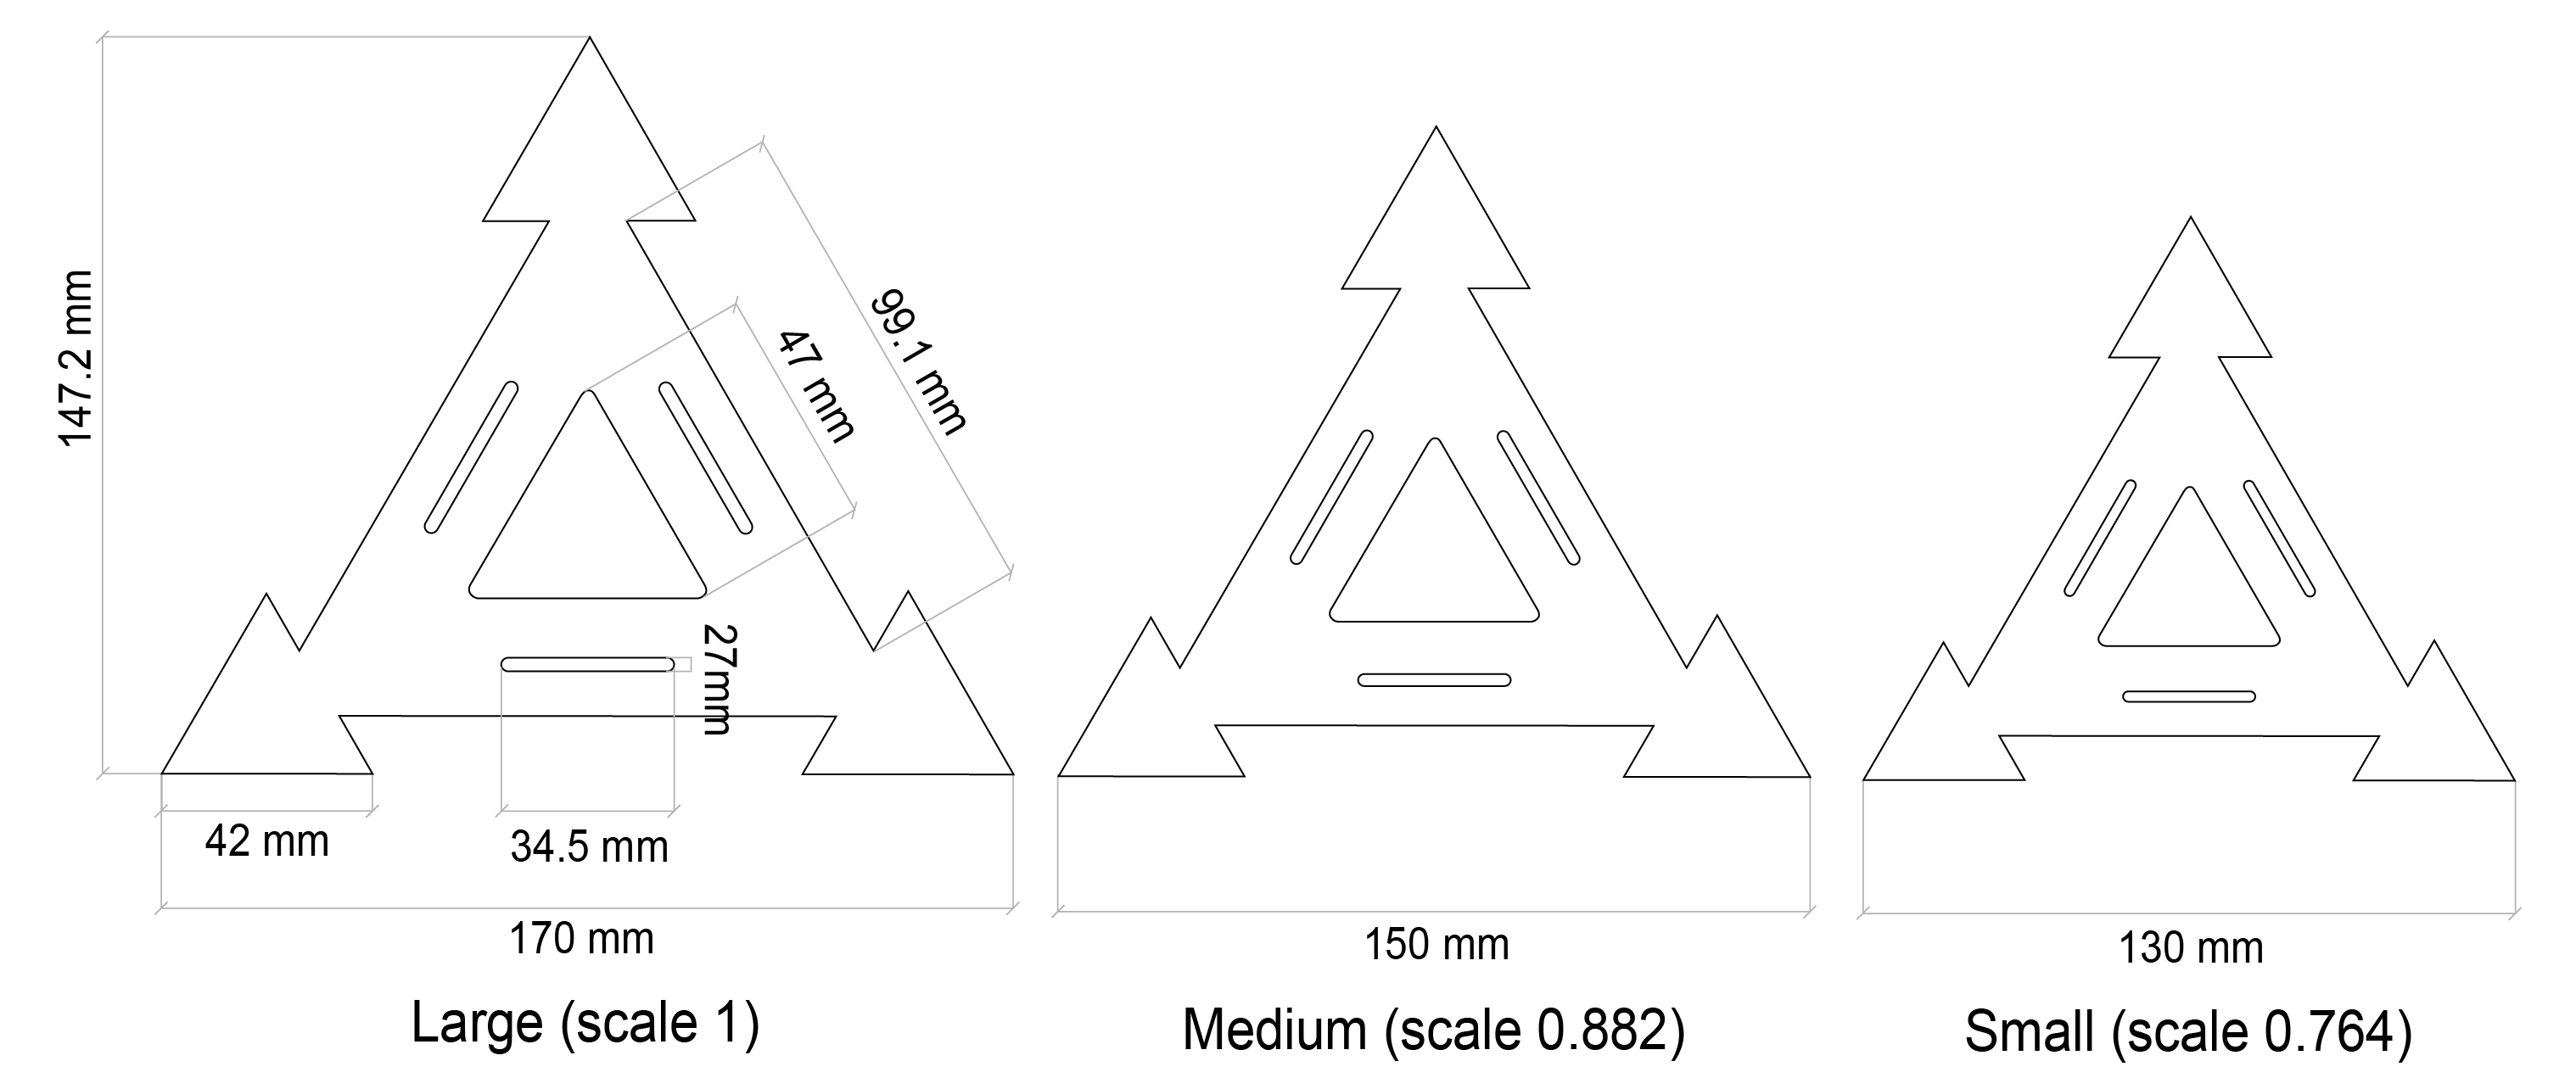 147.2 mm
99.1 mm
47 mm
27mm
42 mm
34.5 mm
170 mm
150 mm
130 mm
Large (scale 1)
Medium (scale 0.882)
Small (scale 0.764)